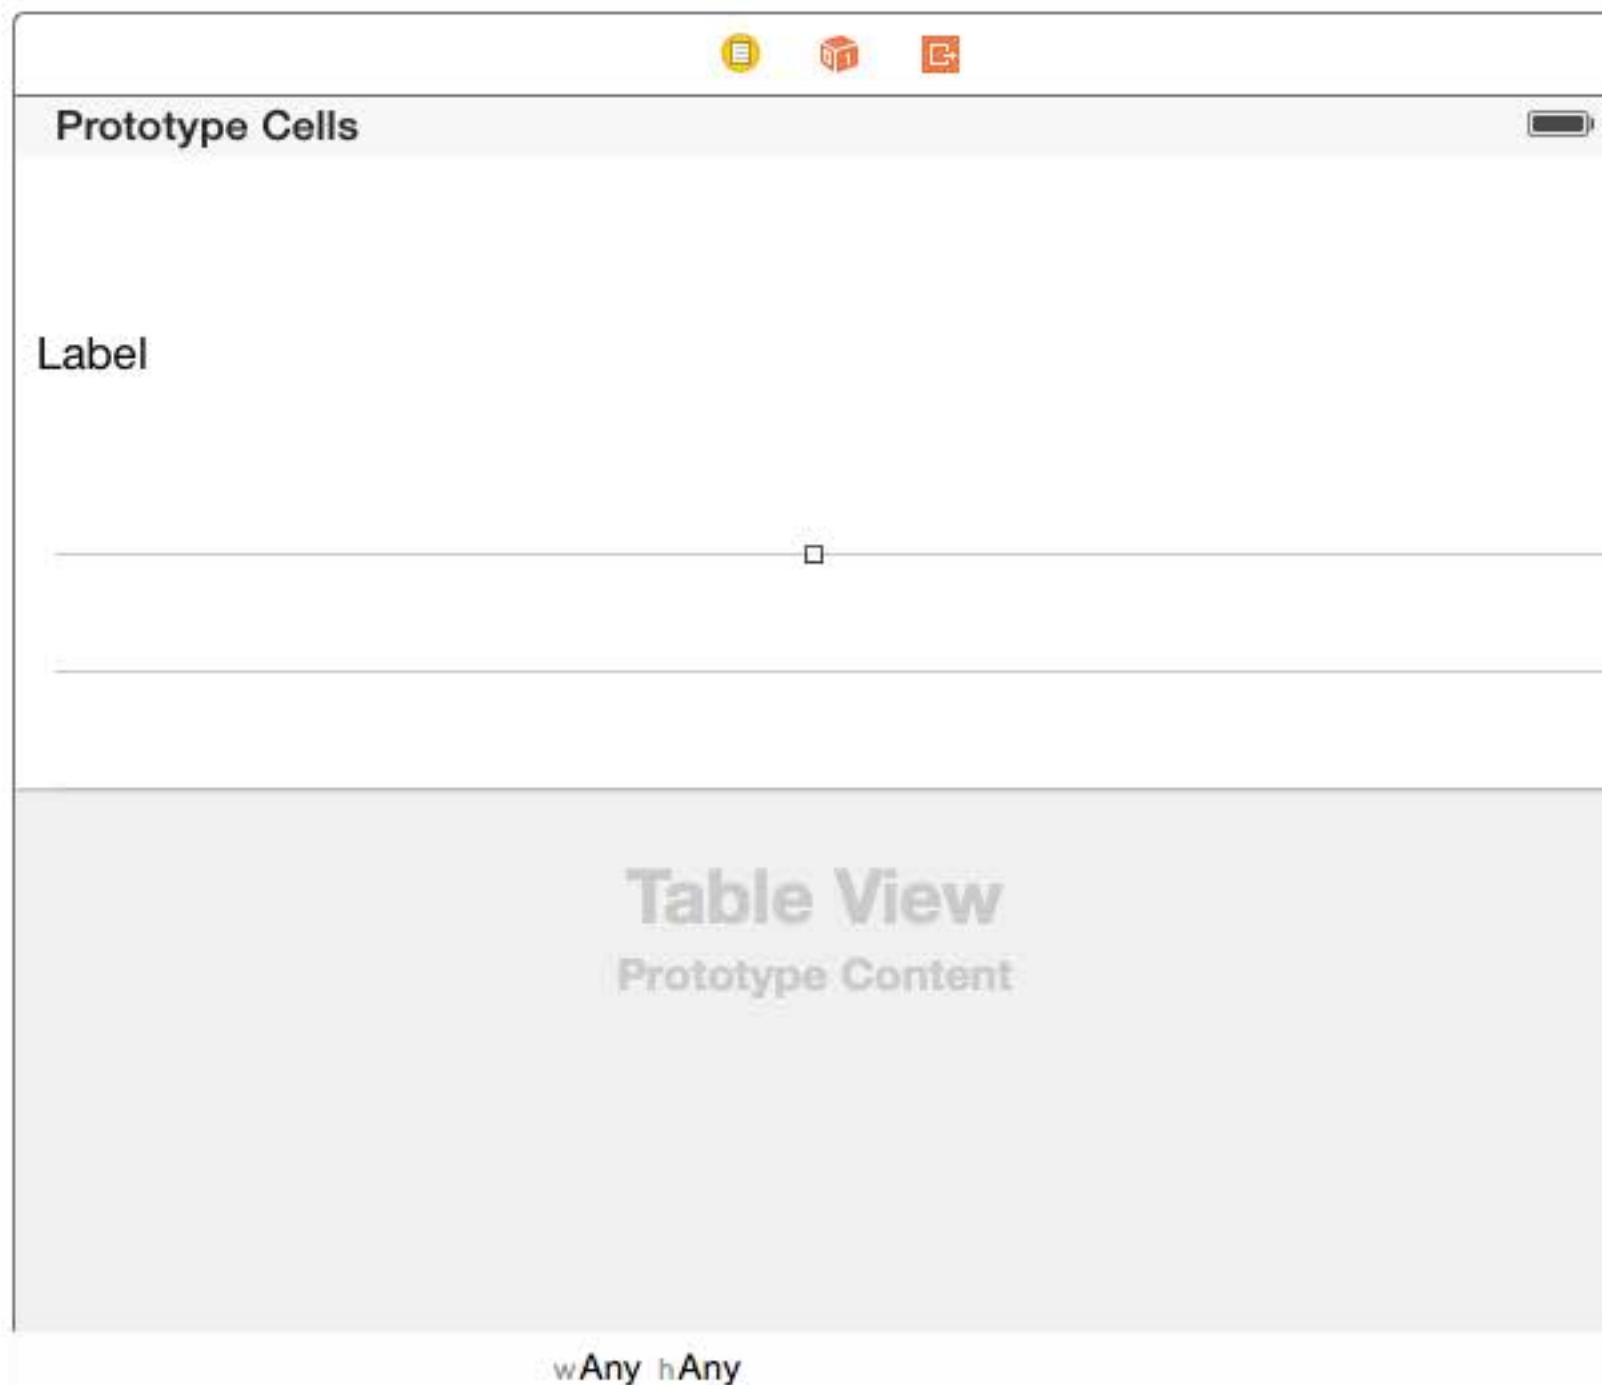 Prototype Cells
Label
Table View
Prototype Content
wAny hAny